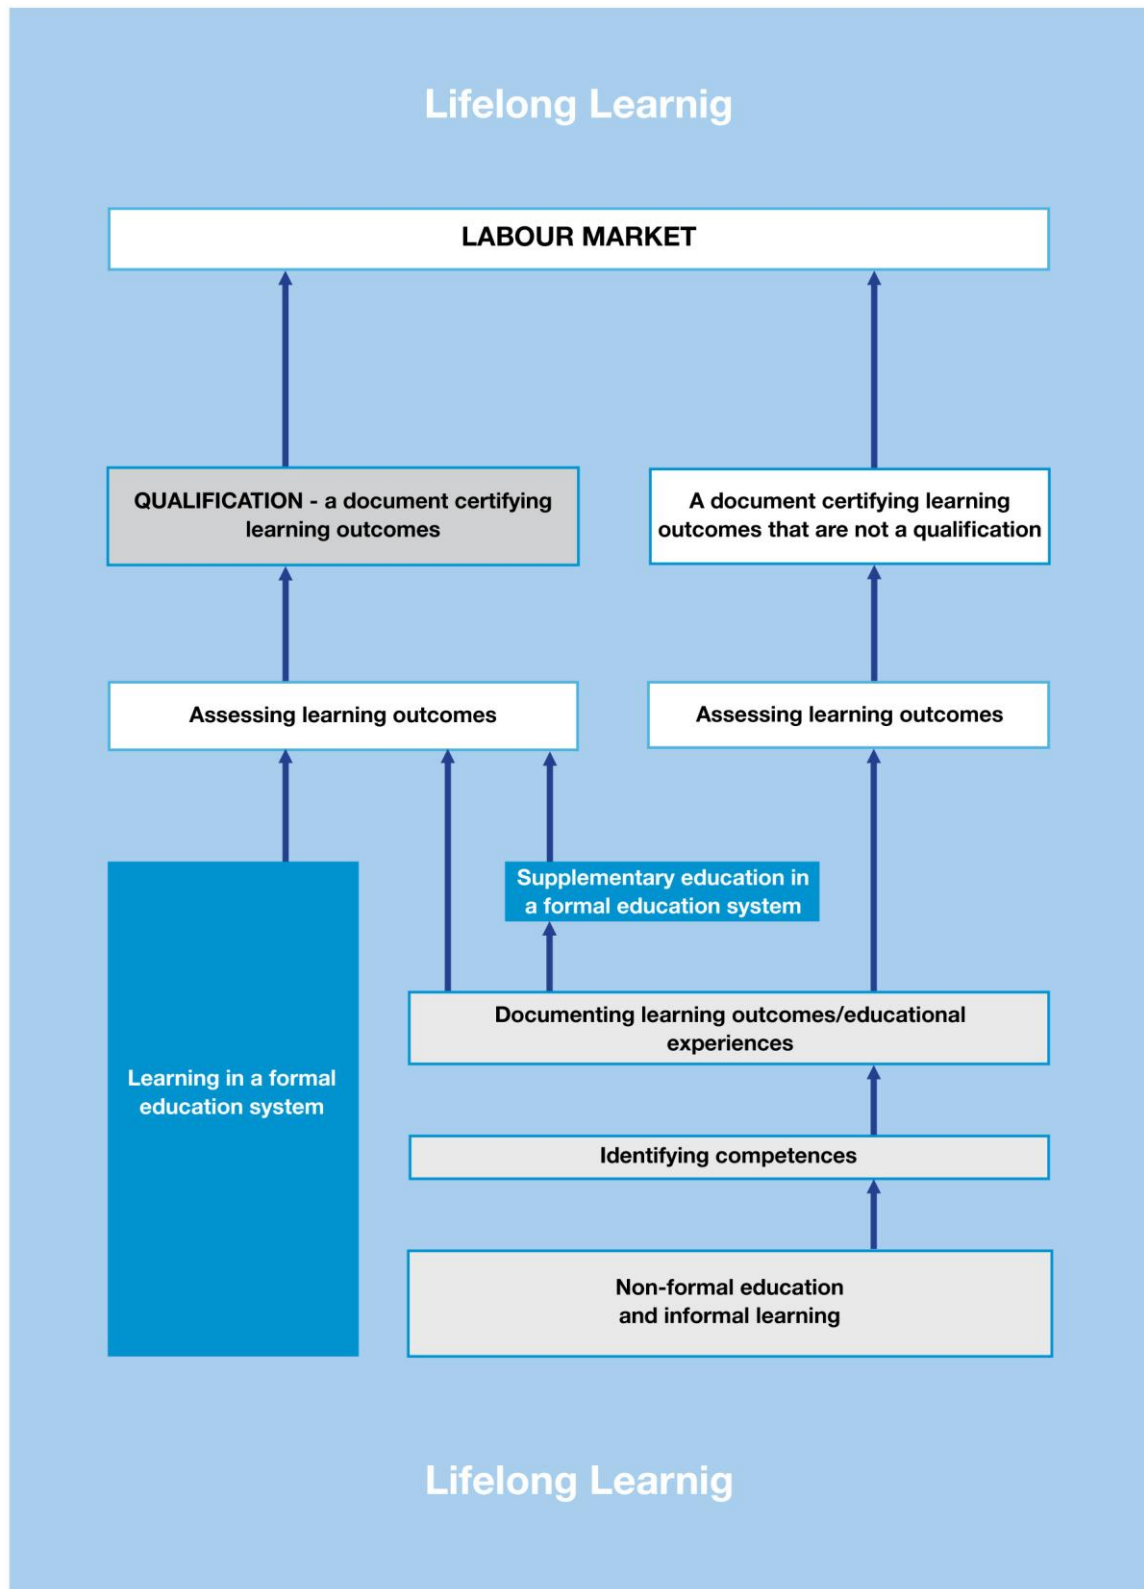 Lifelong Learnig
LABOUR MARKET
QUALIFICATION - a document certifying
learning outcomes
A document certifying learning
outcomes that are not a qualification
Assessing learning outcomes
Assessing learning outcomes
Supplementary education in
a formal education system
Documenting learning outcomes/educational
experiences
Learning in a formal
education system
Identifying competences
Non-formal education
and informal learning
Lifelong Learnig